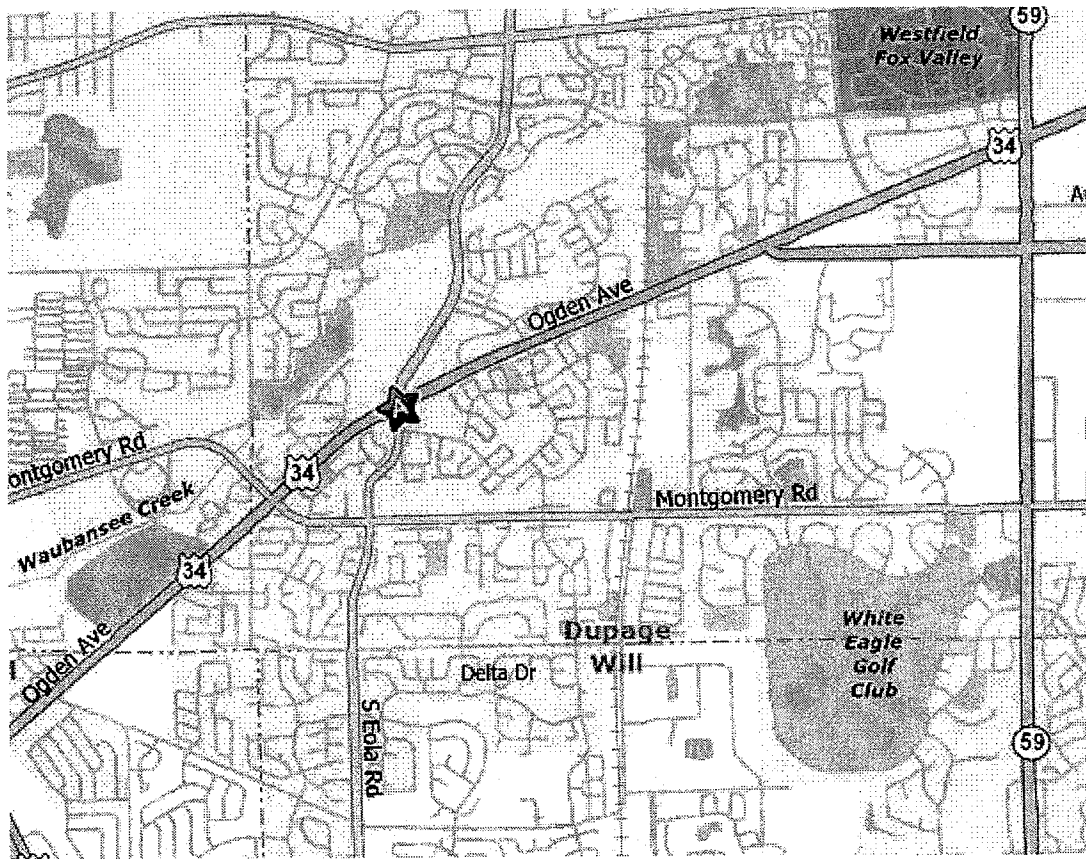 59
Westfield
Fox Valley
34
Ogden Ave
ontgomery Rd
34
Waubansee Creek
Montgomery Rd
34
White
Eagle
Golf
Club
Dupage
Will
Ogden Ave
Delta Dr
S Eola Rd
59